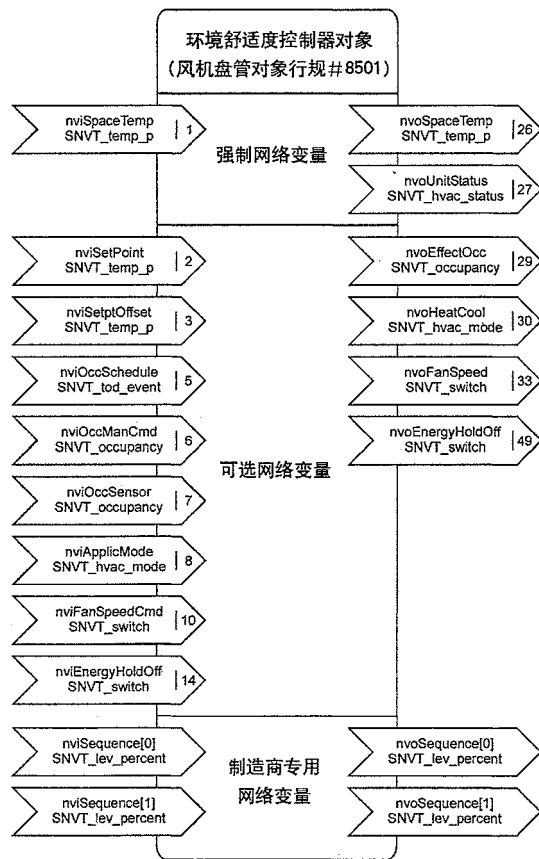 环境舒适度控制器对象
(风机盘管对象行规#8501)
nviSpaceTemp
SNVT_temp_p
1
强制网络变量
nvoSpaceTemp
SNVT_temp_p
26
nvoUnitStatus
SNVT_hvac_status
27
nviSetPoint
SNVT_temp_p
2
nviSetptOffset
SNVT_temp_p
3
nviOccSchedule
SNVT_tod_event
5
nviOccManCmd
SNVT_occupancy
6
nviOccSensor
SNVT_occupancy
7
nviApplicMode
SNVT_hvac_mode
8
nviFanSpeedCmd
SNVT_switch
10
nviEnergyHoldOff
SNVT_switch
14
可选网络变量
nvoEffectOcc
SNVT_occupancy
29
nvoHeatCool
SNVT_hvac_mode
30
nvoFanSpeed
SNVT_switch
33
nvoEnergyHoldOff
SNVT_switch
49
nviSequence[0]
SNVT_lev_percent
nviSequence[1]
SNVT_lev_percent
制造商专用
网络变量
nvoSequence[0]
SNVT_lev_percent
nvoSequence[1]
SNVT_lev_percent